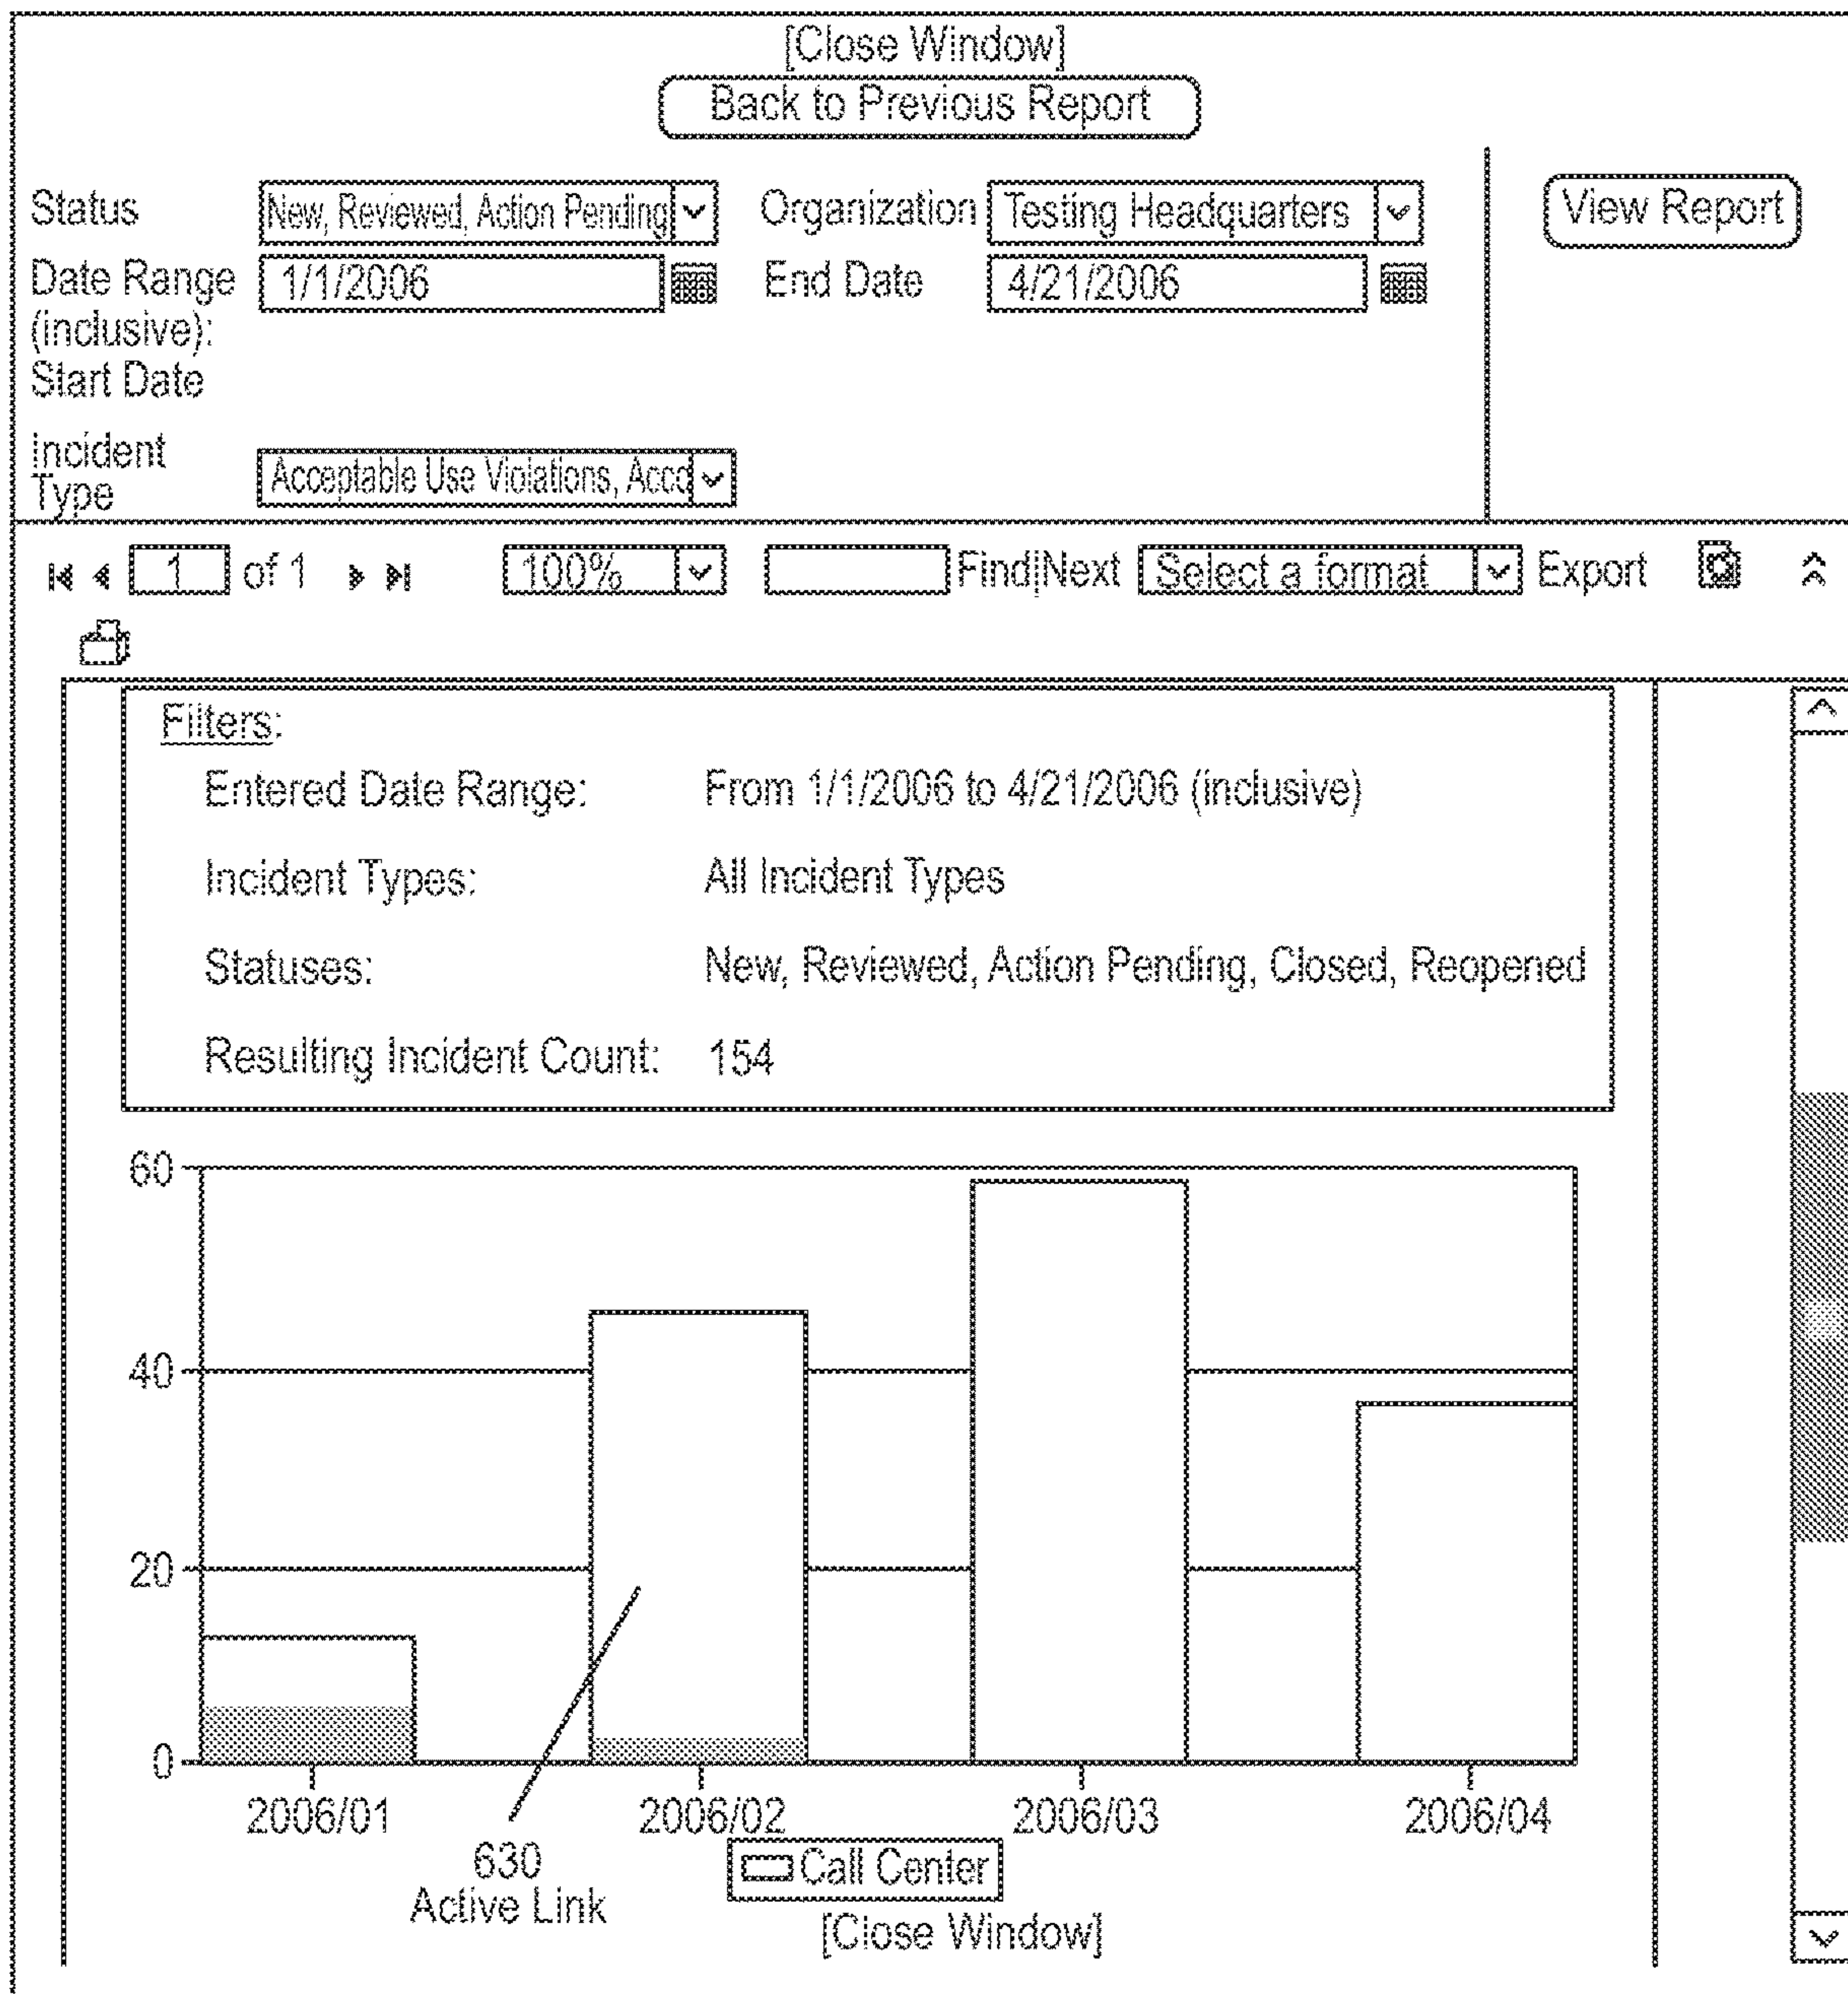 [Close Window]
Back to Previous Report
Status New, Reviewed, Action Pending Organization Testing Headquarters View Report
Date Range 1/1/2006 End Date 4/21/2006
(inclusive):
Start Date
Incident
Type Acceptable Use Violations, Acco
1 of 1 100% Find|Next Select a format Export
Filters:
Entered Date Range: From 1/1/2006 to 4/21/2006 (inclusive)
Incident Types: All Incident Types
Statuses: New, Reviewed, Action Pending, Closed, Reopened
Resulting Incident Count: 154
60
40
20
0
2006/01 2006/02 2006/03 2006/04
630
Active Link
Call Center
[Close Window]